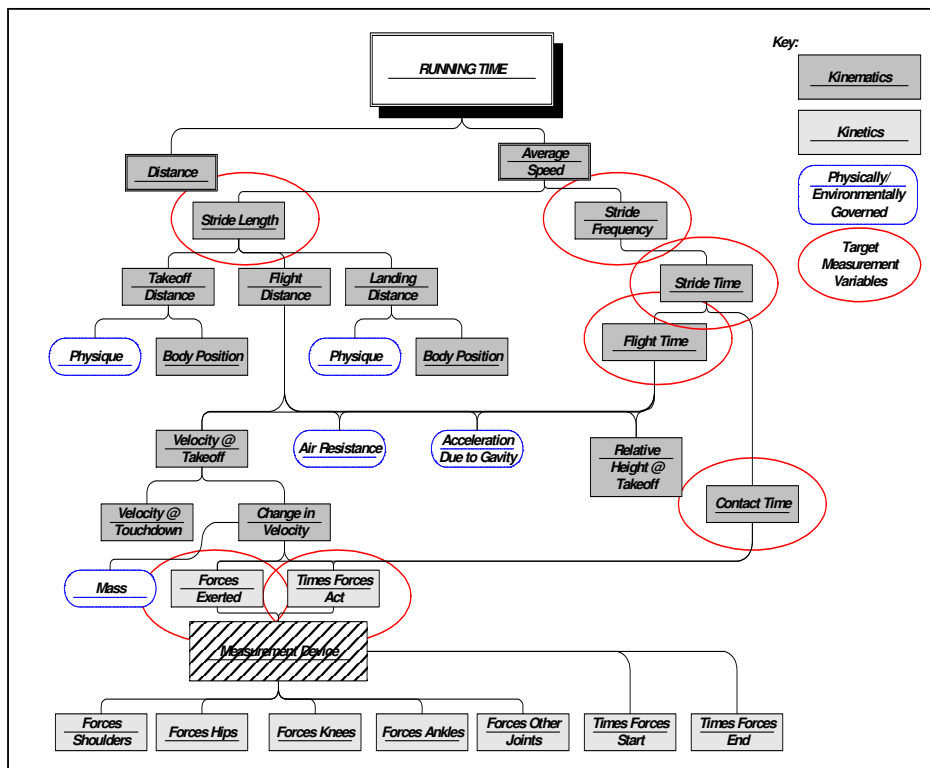 RUNNING TIME
Key:
Kinematics
Kinetics
Physically/
Environmentally
Governed
Target
Measurement
Variables
Distance
Average
Speed
Stride Length
Stride
Frequency
Takeoff
Distance
Flight
Distance
Landing
Distance
Stride Time
Physique
Body Position
Physique
Body Position
Flight Time
Velocity @
Takeoff
Air Resistance
Acceleration
Due to Gavity
Relative
Height @
Takeoff
Velocity @
Touchdown
Change in
Velocity
Contact Time
Mass
Forces
Exerted
Times Forces
Act
Measurement Device
Forces
Shoulders
Forces Hips
Forces Knees
Forces Ankles
Forces Other
Joints
Times Forces
Start
Times Forces
End